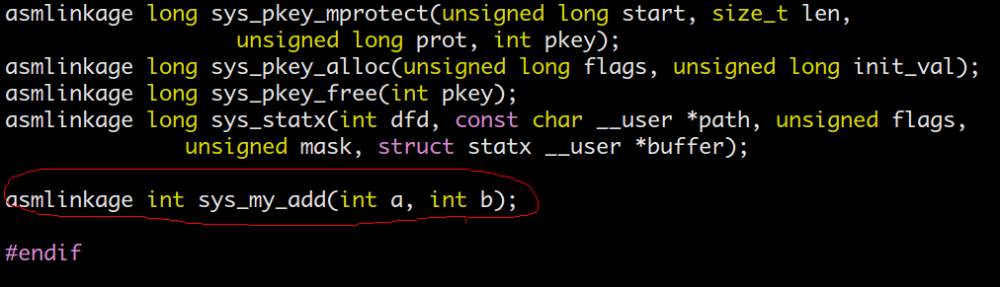 asmlinkage long sys_pkey_mprotect(unsigned long start, size_t len,
unsigned long prot, int pkey);
asmlinkage long sys_pkey_alloc(unsigned long flags, unsigned long init_val);
asmlinkage long sys_pkey_free(int pkey);
asmlinkage long sys_statx(int dfd, const char __user *path, unsigned flags,
unsigned mask, struct statx __user *buffer);
asmlinkage int sys_my_add(int a, int b);
#endif